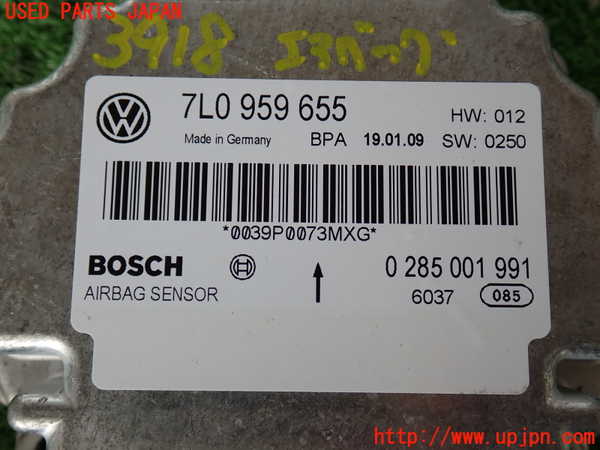 USED PARTS JAPAN
3918 エアバッグ
7L0 959 655
HW: 012
Made in Germany BPA 19.01.09 SW: 0250
*0039P0073MXG*
BOSCH 0 285 001 991
AIRBAG SENSOR 6037 085
http://www.upjpn.com/